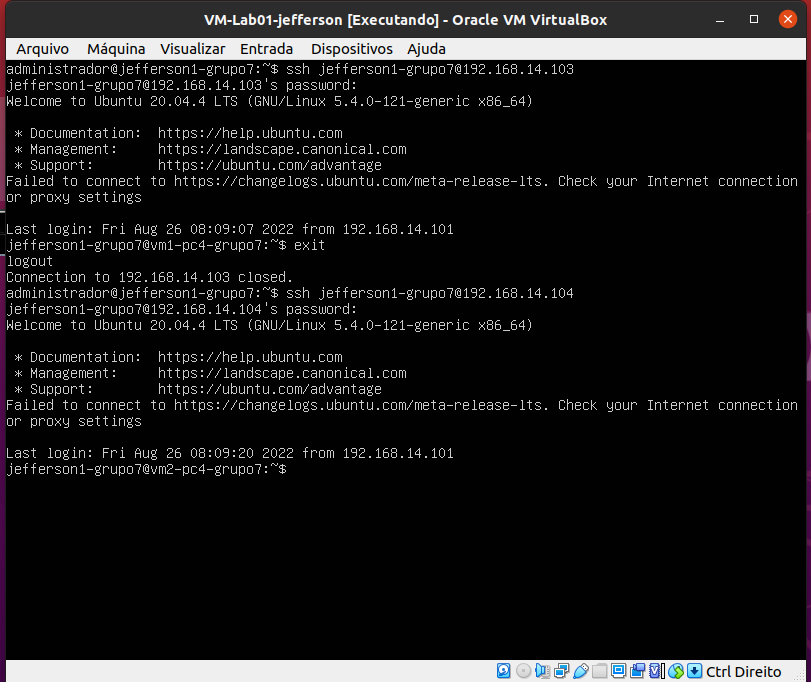 VM-Lab01-jefferson [Executando] - Oracle VM VirtualBox
Arquivo Máquina Visualizar Entrada Dispositivos Ajuda
administrador@jefferson1-grupo7:~$ ssh jefferson1-grupo7@192.168.14.103
jefferson1-grupo7@192.168.14.103's password:
Welcome to Ubuntu 20.04.4 LTS (GNU/Linux 5.4.0-121-generic x86_64)
* Documentation: https://help.ubuntu.com
* Management: https://landscape.canonical.com
* Support: https://ubuntu.com/advantage
Failed to connect to https://changelogs.ubuntu.com/meta-release-lts. Check your Internet connection
or proxy settings
Last login: Fri Aug 26 08:09:07 2022 from 192.168.14.101
jefferson1-grupo7@vm1-pc4-grupo7:~$ exit
logout
Connection to 192.168.14.103 closed.
administrador@jefferson1-grupo7:~$ ssh jefferson1-grupo7@192.168.14.104
jefferson1-grupo7@192.168.14.104's password:
Welcome to Ubuntu 20.04.4 LTS (GNU/Linux 5.4.0-121-generic x86_64)
* Documentation: https://help.ubuntu.com
* Management: https://landscape.canonical.com
* Support: https://ubuntu.com/advantage
Failed to connect to https://changelogs.ubuntu.com/meta-release-lts. Check your Internet connection
or proxy settings
Last login: Fri Aug 26 08:09:20 2022 from 192.168.14.101
jefferson1-grupo7@vm2-pc4-grupo7:~$
Ctrl Direito